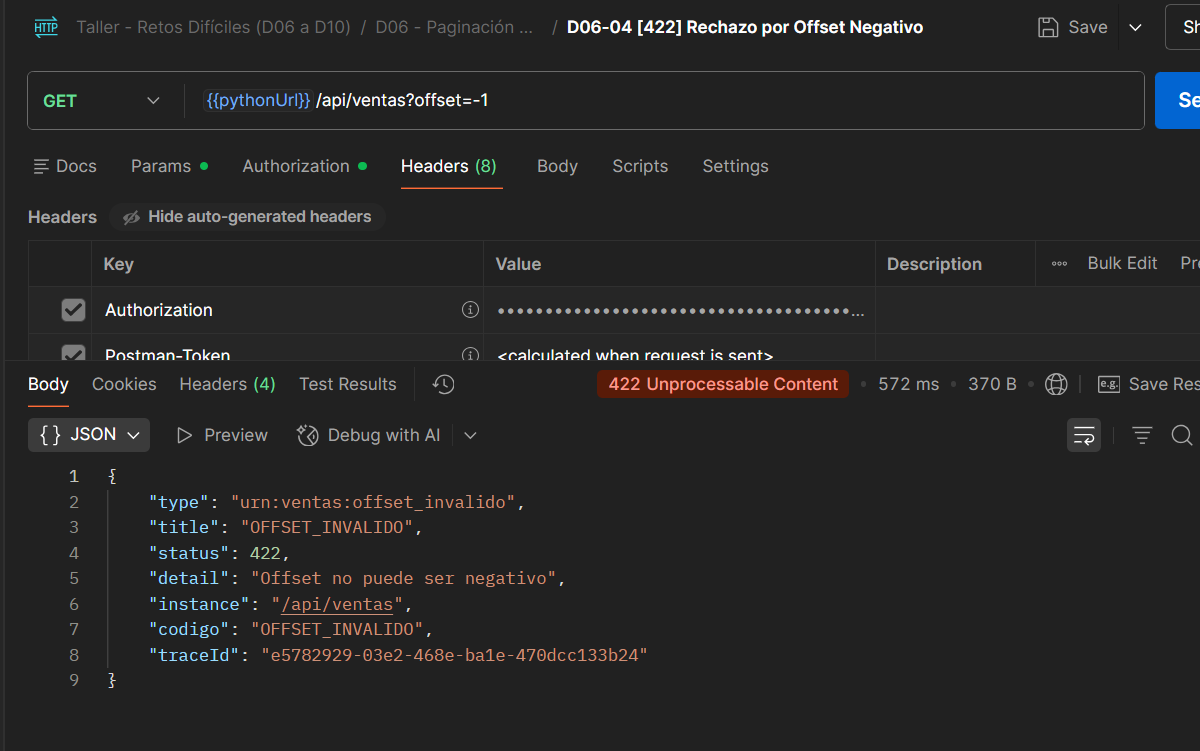 HTTP Taller - Retos Difíciles (D06 a D10) / D06 - Paginación ... / D06-04 [422] Rechazo por Offset Negativo Save Sh
GET {{pythonUrl}} /api/ventas?offset=-1 Se
Docs Params Authorization Headers (8) Body Scripts Settings
Headers Hide auto-generated headers
Key Value Description ··· Bulk Edit Pre
Authorization ••••••••••••••••••••••••••••••••••••...
Postman-Token <calculated when request is sent>
Body Cookies Headers (4) Test Results 422 Unprocessable Content • 572 ms • 370 B • e.g. Save Res
{} JSON Preview Debug with AI
1 {
2 "type": "urn:ventas:offset_invalido",
3 "title": "OFFSET_INVALIDO",
4 "status": 422,
5 "detail": "Offset no puede ser negativo",
6 "instance": "/api/ventas",
7 "codigo": "OFFSET_INVALIDO",
8 "traceId": "e5782929-03e2-468e-ba1e-470dcc133b24"
9 }